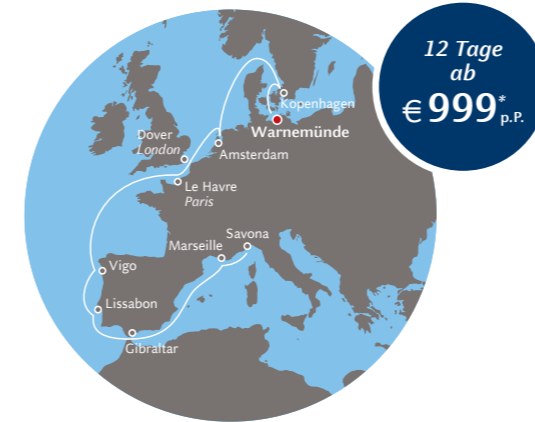 12 Tage
ab
€ 999* p.P.
Kopenhagen
Warnemünde
Dover
London
Amsterdam
Le Havre
Paris
Savona
Marseille
Vigo
Lissabon
Gibraltar